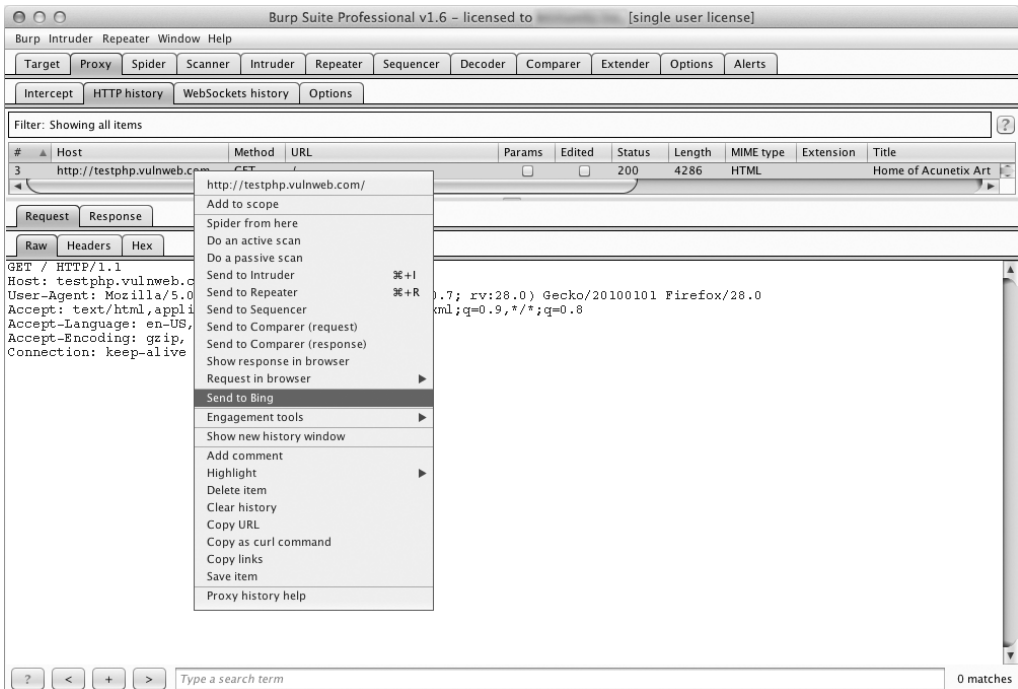 Burp Suite Professional v1.6 – licensed to [single user license]
Burp Intruder Repeater Window Help
Target Proxy Spider Scanner Intruder Repeater Sequencer Decoder Comparer Extender Options Alerts
Intercept HTTP history WebSockets history Options
Filter: Showing all items ?
# Host Method URL Params Edited Status Length MIME type Extension Title
3 http://testphp.vulnweb.com GET / 200 4286 HTML Home of Acunetix Art
http://testphp.vulnweb.com/
Add to scope
Spider from here
Do an active scan
Do a passive scan
Send to Intruder ⌘+I
Send to Repeater ⌘+R
Send to Sequencer
Send to Comparer (request)
Send to Comparer (response)
Show response in browser
Request in browser
Send to Bing
Engagement tools
Show new history window
Add comment
Highlight
Delete item
Clear history
Copy URL
Copy as curl command
Copy links
Save item
Proxy history help
Request Response
Raw Headers Hex
GET / HTTP/1.1
Host: testphp.vulnweb.c
User-Agent: Mozilla/5.0 0.7; rv:28.0) Gecko/20100101 Firefox/28.0
Accept: text/html,appli xml;q=0.9,*/*;q=0.8
Accept-Language: en-US,
Accept-Encoding: gzip,
Connection: keep-alive
? < + > Type a search term 0 matches